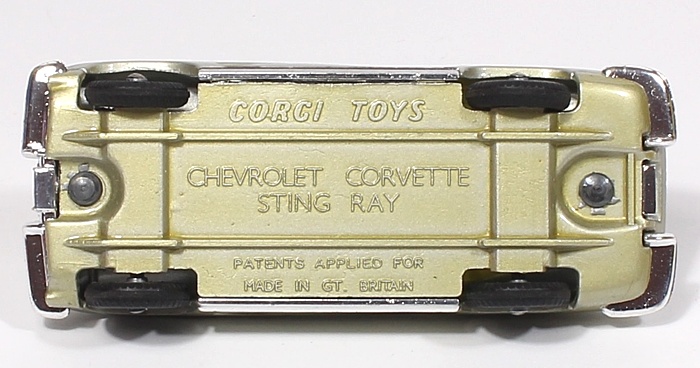 CORGI TOYS
CHEVROLET CORVETTE
STING RAY
PATENTS APPLIED FOR
MADE IN GT. BRITAIN